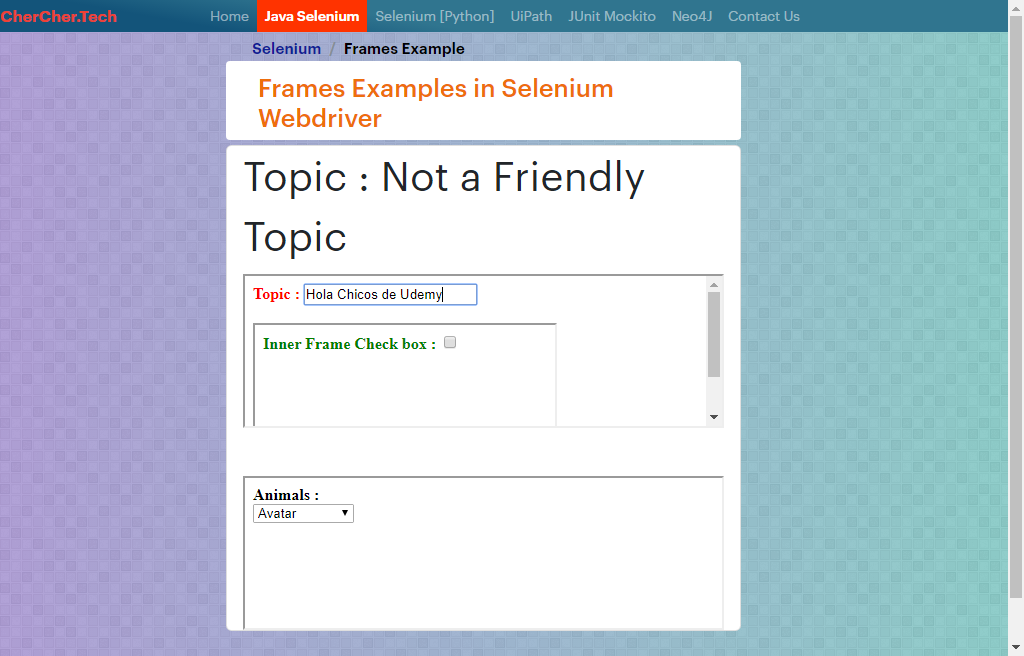 CherCher.Tech Home Java Selenium Selenium [Python] UiPath JUnit Mockito Neo4J Contact Us
Selenium / Frames Example
Frames Examples in Selenium
Webdriver
Topic : Not a Friendly
Topic
Topic : Hola Chicos de Udemy
Inner Frame Check box :
Animals :
Avatar